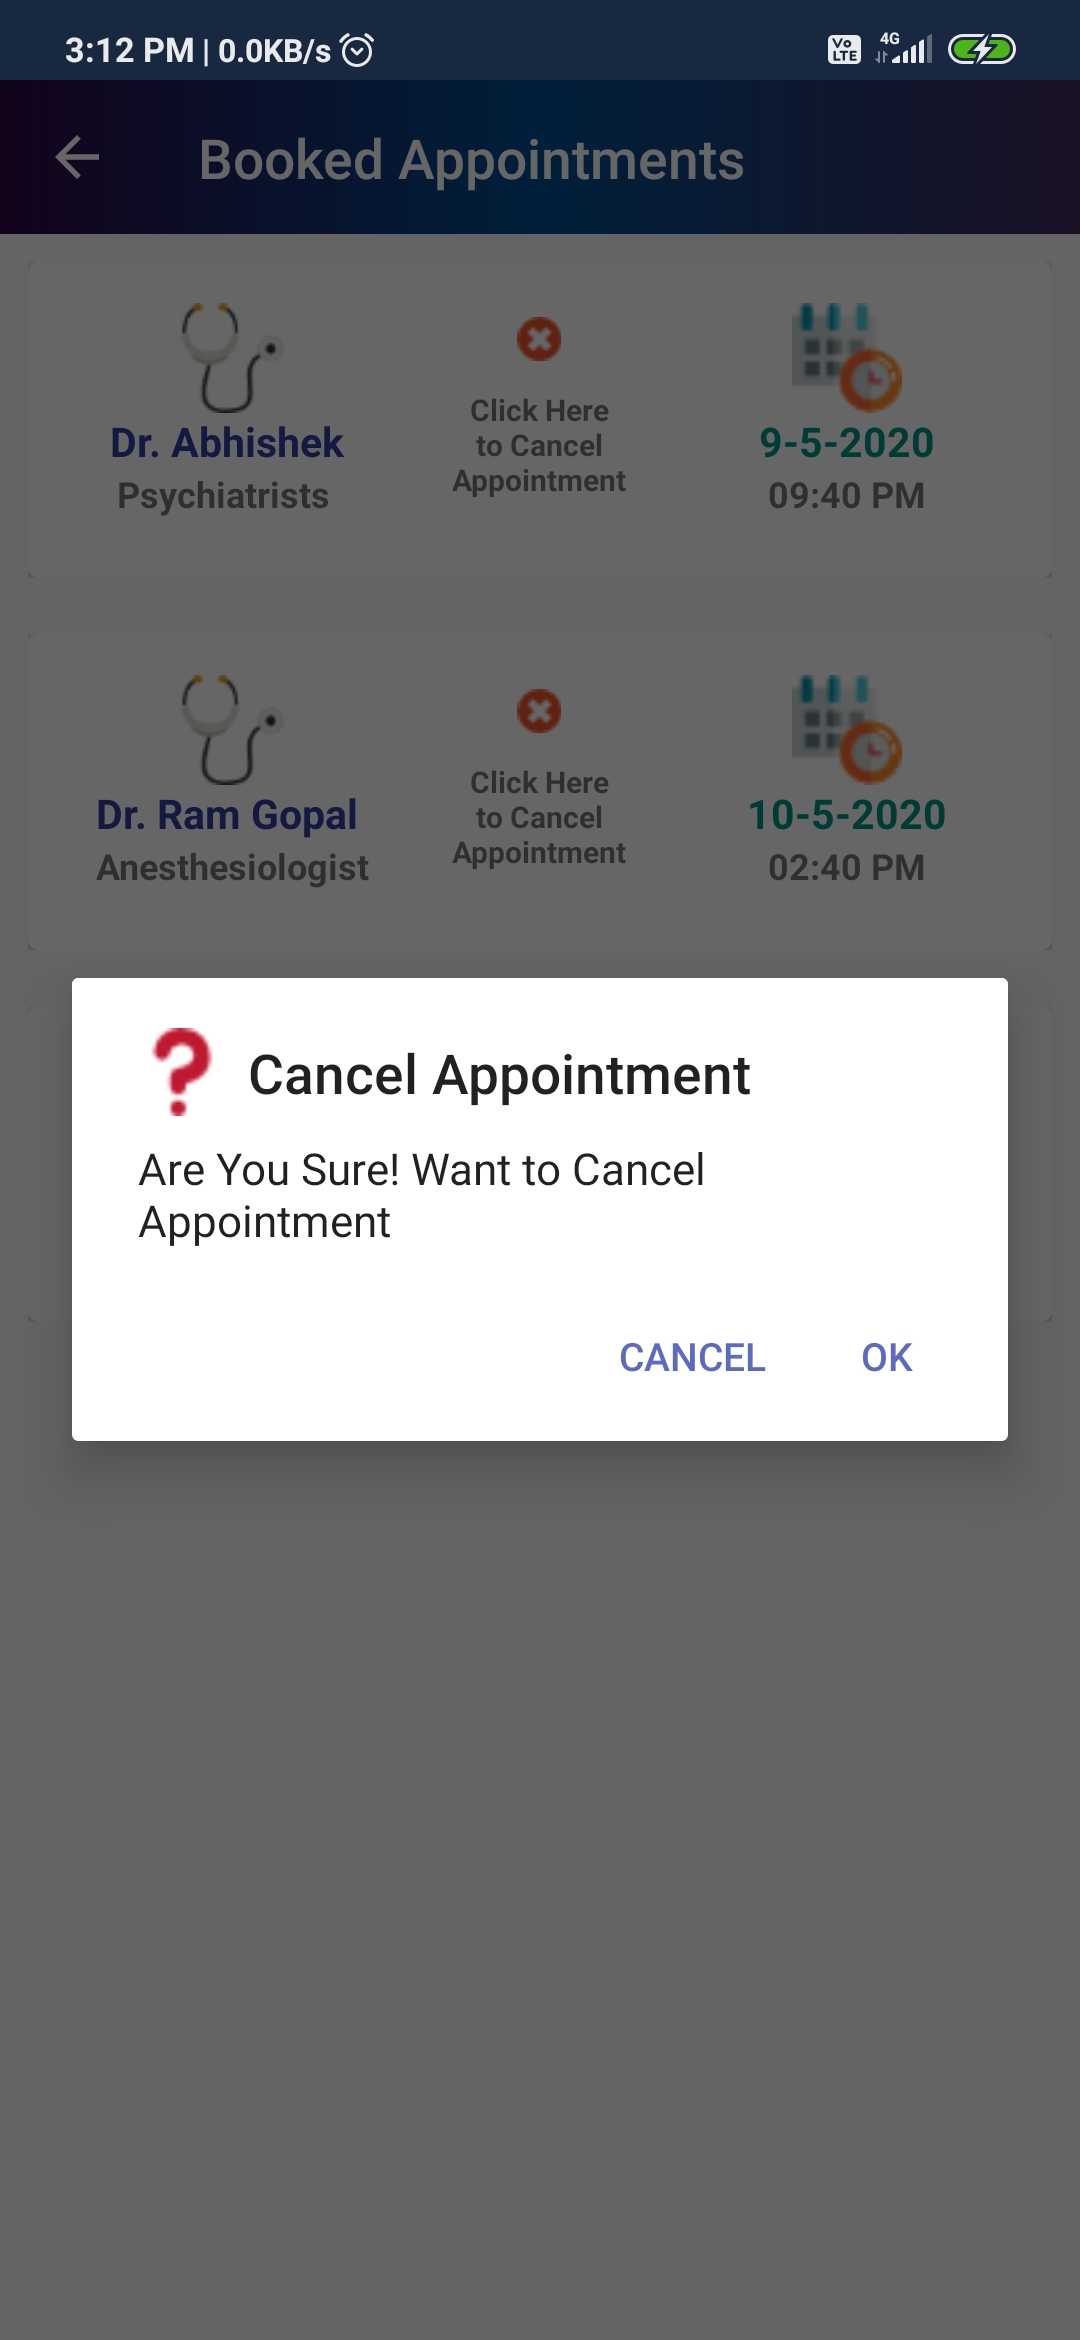 3:12 PM | 0.0KB/s
Vo LTE 4G
Booked Appointments
Click Here
to Cancel
Appointment
Dr. Abhishek
Psychiatrists
9-5-2020
09:40 PM
Click Here
to Cancel
Appointment
Dr. Ram Gopal
Anesthesiologist
10-5-2020
02:40 PM
Cancel Appointment
Are You Sure! Want to Cancel
Appointment
CANCEL OK